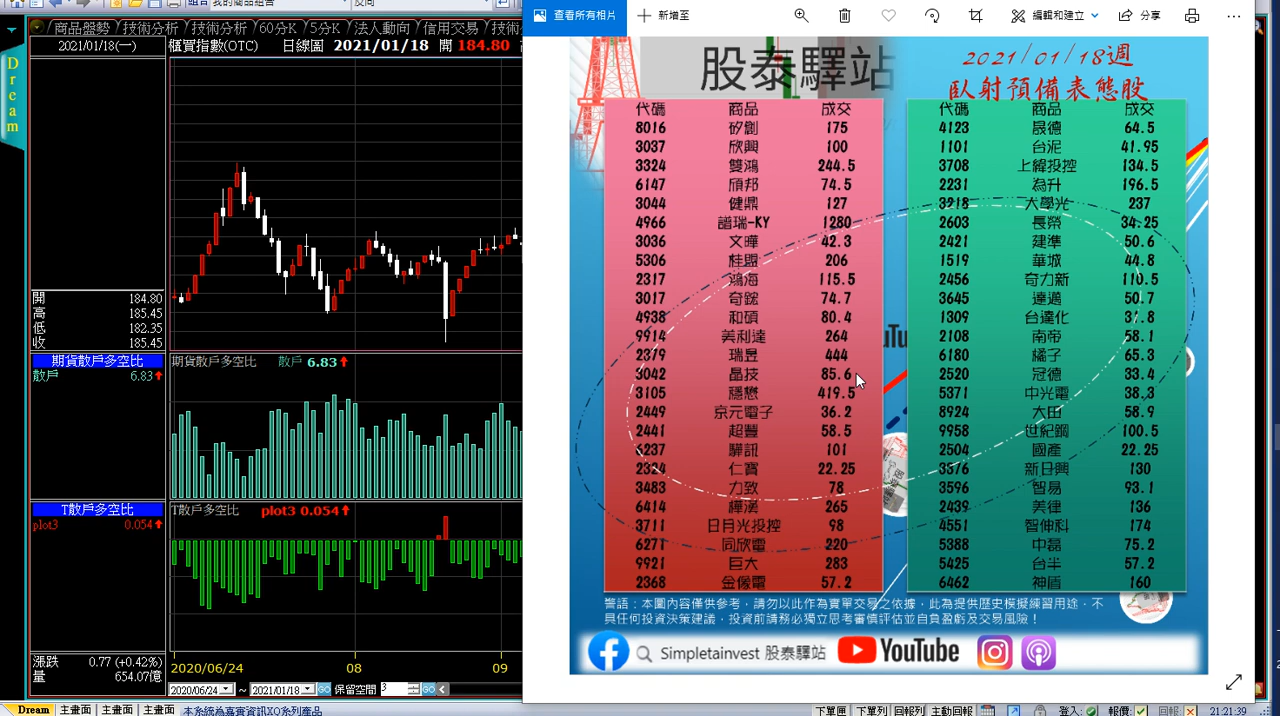 查看所有相片
新增至
編輯和建立
分享
商品盤勢
技術分析
技術分析
60分K
5分K
法人動向
信用交易
2021/01/18(一)
櫃買指數(OTC) 日線圖 2021/01/18 開 184.80
Dream
開 184.80
高 185.45
低 182.35
收 185.45
期貨散戶多空比
散戶 6.83
期貨散戶多空比 散戶 6.83
T散戶多空比
plot3 0.054
T散戶多空比 plot3 0.054
漲跌 0.77 (+0.42%)
量 654.07億
2020/06/24 08 09
2020/06/24 ~ 2021/01/18 GO 保留空間 3 GO
Dream 主畫面 主畫面 主畫面 本系統為嘉實資訊XQ系列產品
下單匣 下單列 回報列 主動回報 登入: 報價: 回報 21:21:39
股泰驛站
2021/01/18週
臥射預備表態股
代碼 商品 成交
8016 矽創 175
3037 欣興 100
3324 雙鴻 244.5
6147 頎邦 74.5
3044 健鼎 127
4966 譜瑞-KY 1280
3036 文曄 42.3
5306 桂盟 206
2317 鴻海 115.5
3017 奇鋐 74.7
4938 和碩 80.4
9914 美利達 264
2379 瑞昱 444
3042 晶技 85.6
3105 穩懋 419.5
2449 京元電子 36.2
2441 超豐 58.5
6237 驊訊 101
2324 仁寶 22.25
3483 力致 78
6414 樺漢 265
3711 日月光投控 98
6271 同欣電 220
9921 巨大 283
2368 金像電 57.2
代碼 商品 成交
4123 晟德 64.5
1101 台泥 41.95
3708 上緯投控 134.5
2231 為升 196.5
3218 大學光 237
2603 長榮 34.25
2421 建準 50.6
1519 華城 44.8
2456 奇力新 110.5
3645 達邁 50.7
1309 台達化 31.8
2108 南帝 58.1
6180 橘子 65.3
2520 冠德 33.4
5371 中光電 38.3
8924 大田 58.9
9958 世紀鋼 100.5
2504 國產 22.25
3376 新日興 130
3596 智易 93.1
2439 美律 136
4551 智伸科 174
5388 中磊 75.2
5425 台半 57.2
6462 神盾 160
警語：本圖內容僅供參考，請勿以此作為買單交易之依據，此為提供歷史模擬練習用途，不
具任何投資決策建議，投資前請務必獨立思考審慎評估並自負盈虧及交易風險！
Simpletainvest 股泰驛站
YouTube